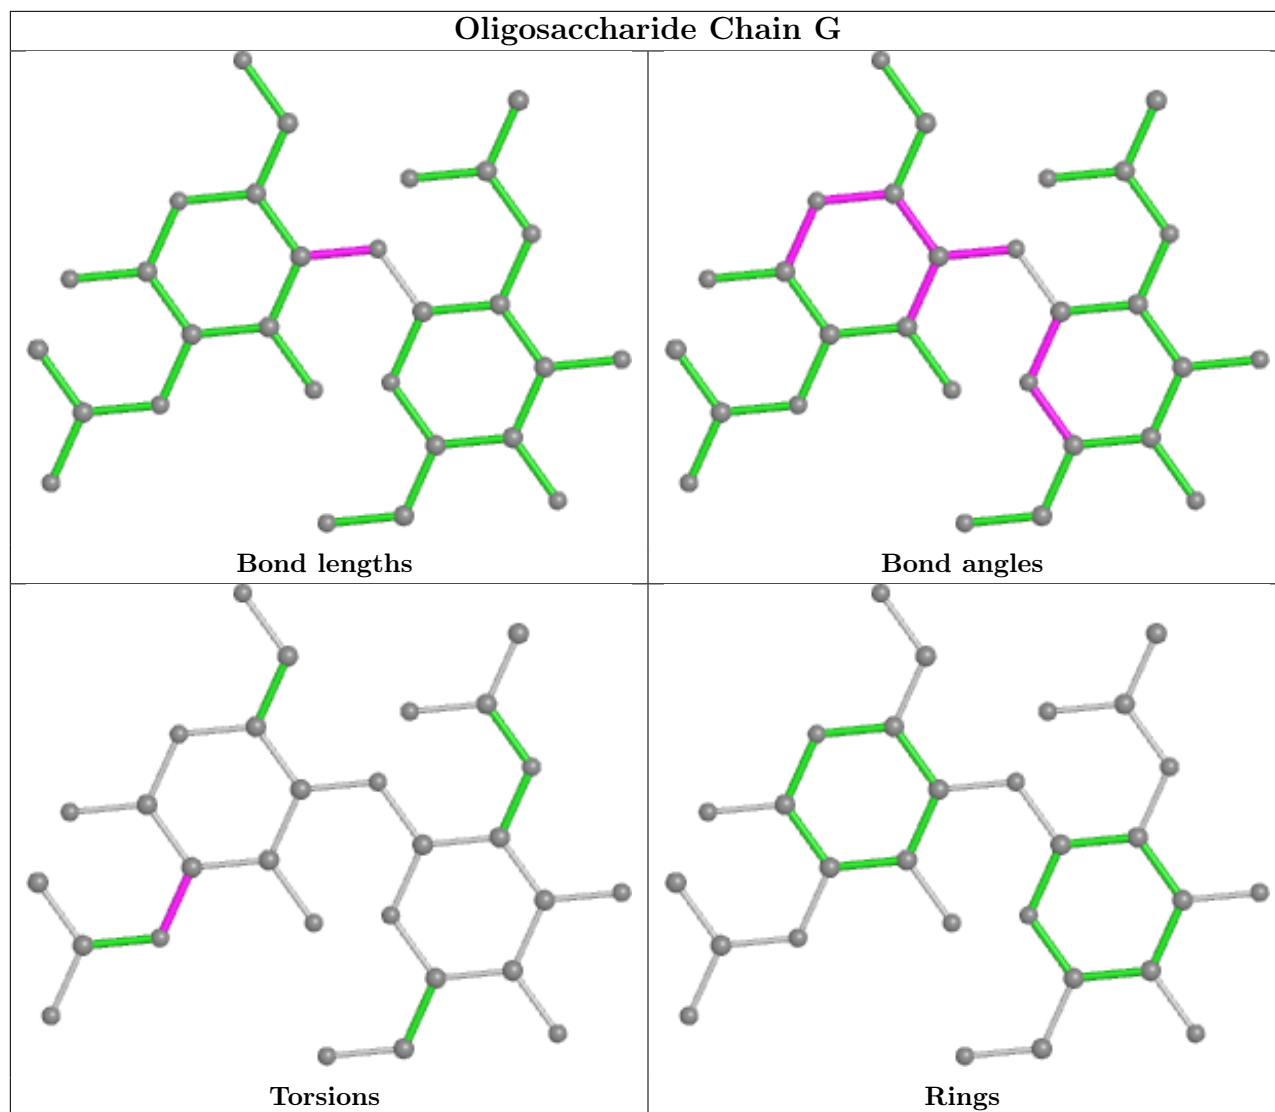 Oligosaccharide Chain G
Bond lengths
Bond angles
Torsions
Rings